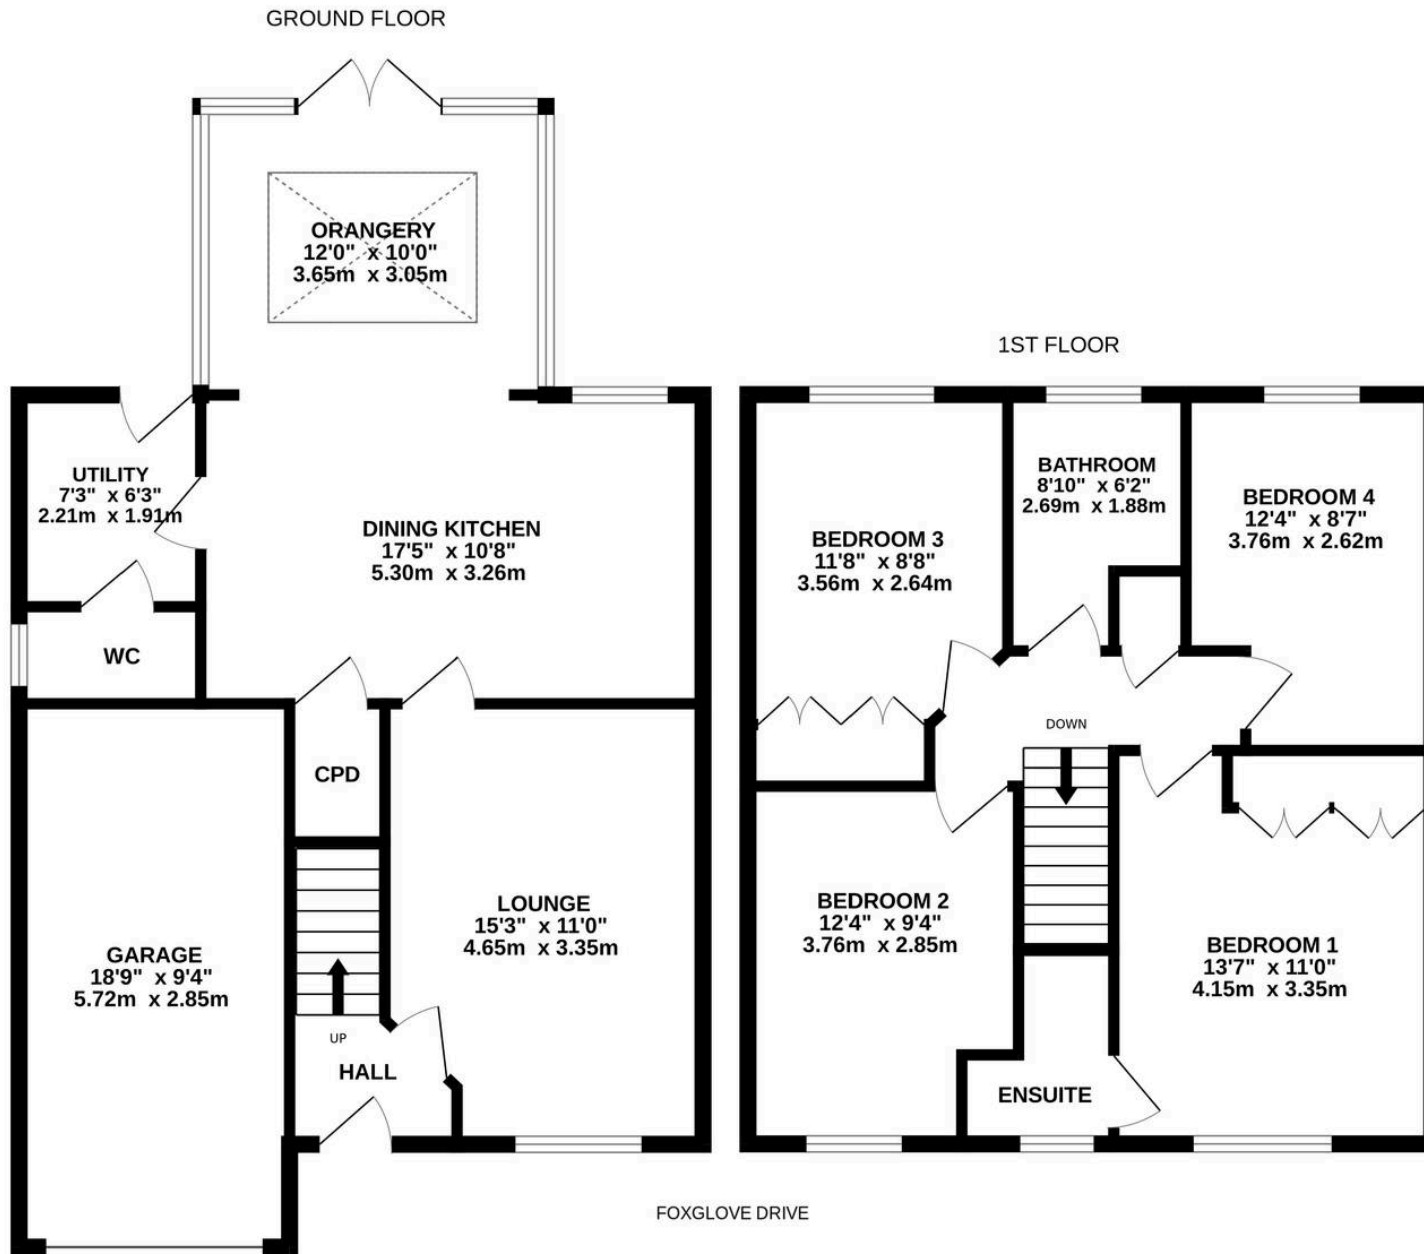 GROUND FLOOR
ORANGERY
12'0" x 10'0"
3.65m x 3.05m
UTILITY
7'3" x 6'3"
2.21m x 1.91m
DINING KITCHEN
17'5" x 10'8"
5.30m x 3.26m
WC
CPD
LOUNGE
15'3" x 11'0"
4.65m x 3.35m
GARAGE
18'9" x 9'4"
5.72m x 2.85m
UP
HALL
1ST FLOOR
BEDROOM 3
11'8" x 8'8"
3.56m x 2.64m
BATHROOM
8'10" x 6'2"
2.69m x 1.88m
BEDROOM 4
12'4" x 8'7"
3.76m x 2.62m
DOWN
BEDROOM 2
12'4" x 9'4"
3.76m x 2.85m
BEDROOM 1
13'7" x 11'0"
4.15m x 3.35m
ENSUITE
FOXGLOVE DRIVE